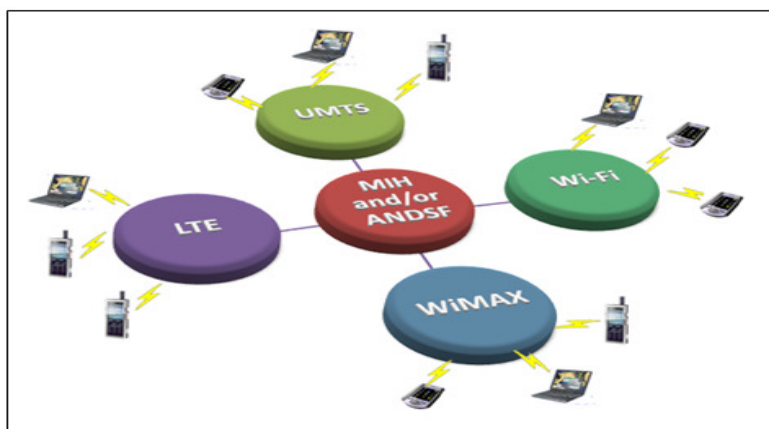 UMTS
Wi-Fi
MIH
and/or
ANDSF
LTE
WiMAX